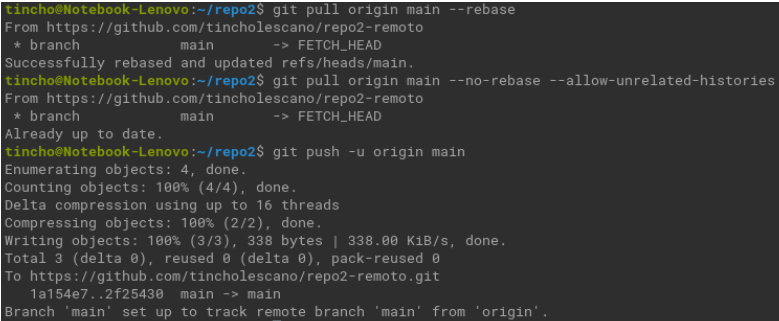 tincho@Notebook-Lenovo:~/repo2$ git pull origin main --rebase
From https://github.com/tincholescano/repo2-remoto
 * branch            main       -> FETCH_HEAD
Successfully rebased and updated refs/heads/main.
tincho@Notebook-Lenovo:~/repo2$ git pull origin main --no-rebase --allow-unrelated-histories
From https://github.com/tincholescano/repo2-remoto
 * branch            main       -> FETCH_HEAD
Already up to date.
tincho@Notebook-Lenovo:~/repo2$ git push -u origin main
Enumerating objects: 4, done.
Counting objects: 100% (4/4), done.
Delta compression using up to 16 threads
Compressing objects: 100% (2/2), done.
Writing objects: 100% (3/3), 338 bytes | 338.00 KiB/s, done.
Total 3 (delta 0), reused 0 (delta 0), pack-reused 0
To https://github.com/tincholescano/repo2-remoto.git
   1a154e7..2f25430  main -> main
Branch 'main' set up to track remote branch 'main' from 'origin'.